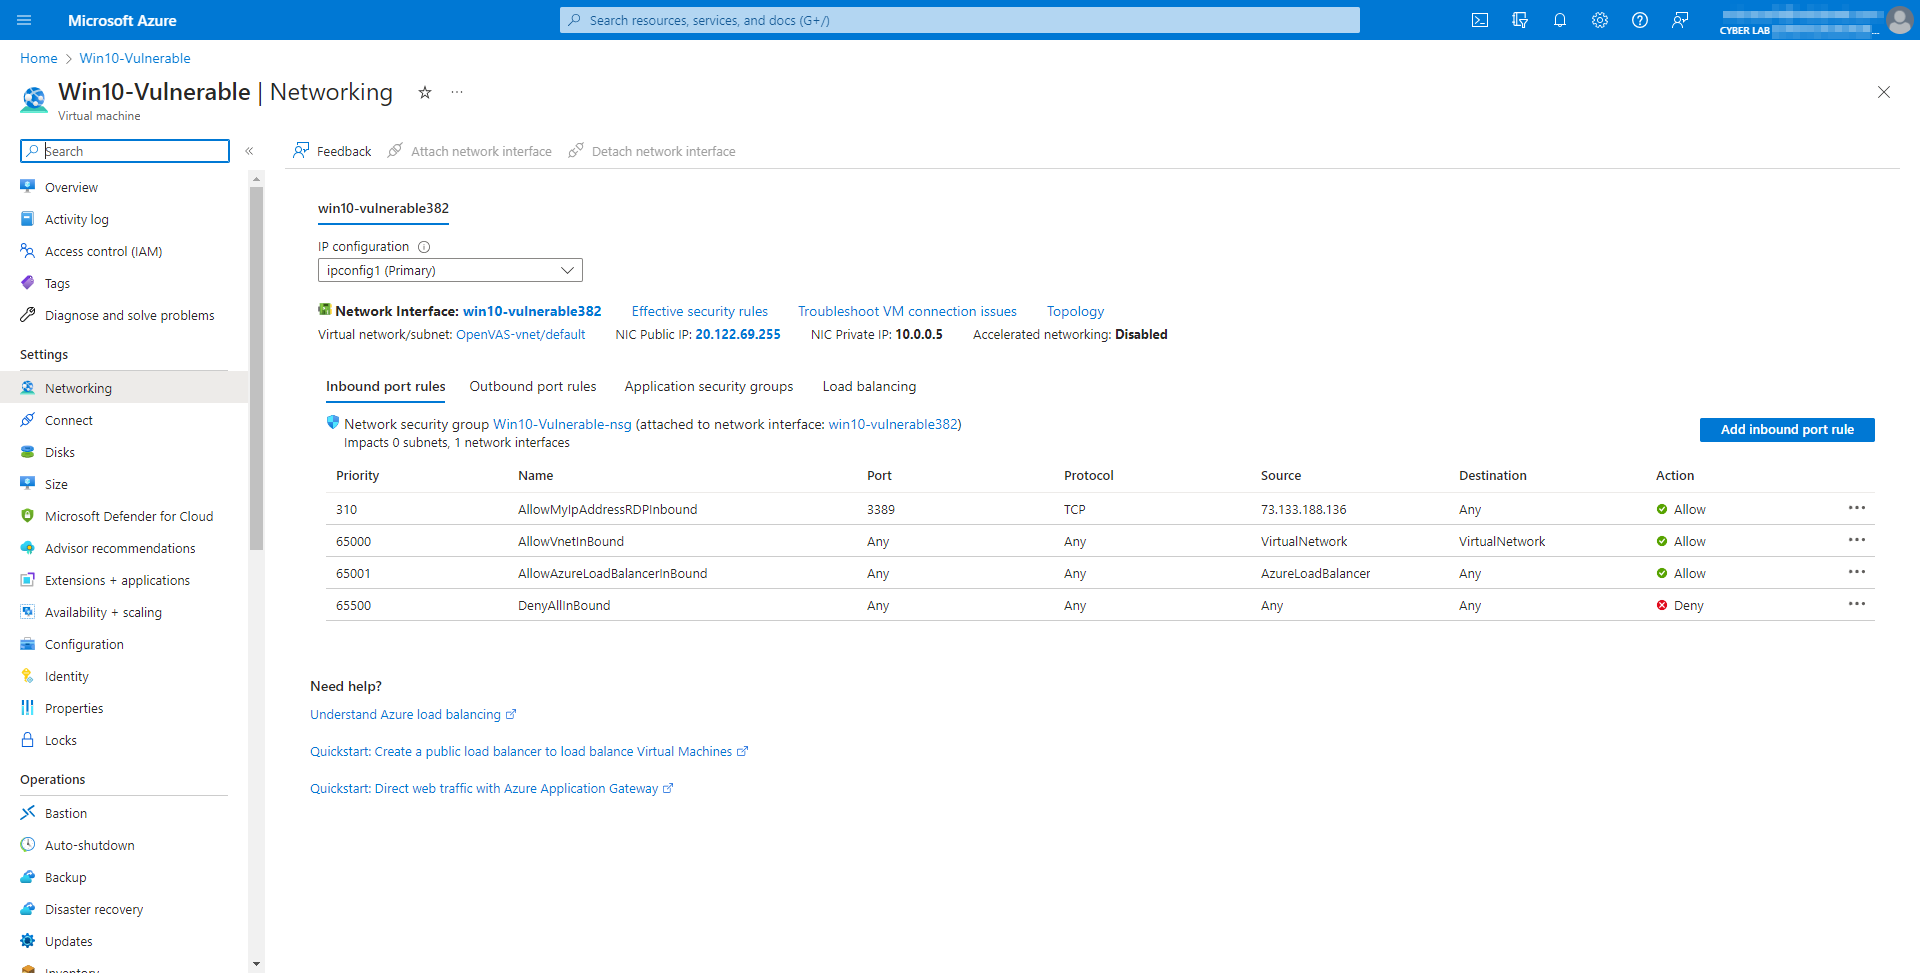 Microsoft Azure
Search resources, services, and docs (G+/)
CYBER LAB
Home > Win10-Vulnerable
Win10-Vulnerable | Networking
Virtual machine
Search
Feedback Attach network interface Detach network interface
Overview
Activity log
Access control (IAM)
Tags
Diagnose and solve problems
Settings
Networking
Connect
Disks
Size
Microsoft Defender for Cloud
Advisor recommendations
Extensions + applications
Availability + scaling
Configuration
Identity
Properties
Locks
Operations
Bastion
Auto-shutdown
Backup
Disaster recovery
Updates
Inventory
win10-vulnerable382
IP configuration
ipconfig1 (Primary)
Network Interface: win10-vulnerable382 Effective security rules Troubleshoot VM connection issues Topology
Virtual network/subnet: OpenVAS-vnet/default NIC Public IP: 20.122.69.255 NIC Private IP: 10.0.0.5 Accelerated networking: Disabled
Inbound port rules Outbound port rules Application security groups Load balancing
Network security group Win10-Vulnerable-nsg (attached to network interface: win10-vulnerable382)
Impacts 0 subnets, 1 network interfaces
Add inbound port rule
Priority Name Port Protocol Source Destination Action
310 AllowMyIpAddressRDPInbound 3389 TCP 73.133.188.136 Any Allow
65000 AllowVnetInBound Any Any VirtualNetwork VirtualNetwork Allow
65001 AllowAzureLoadBalancerInBound Any Any AzureLoadBalancer Any Allow
65500 DenyAllInBound Any Any Any Any Deny
Need help?
Understand Azure load balancing
Quickstart: Create a public load balancer to load balance Virtual Machines
Quickstart: Direct web traffic with Azure Application Gateway